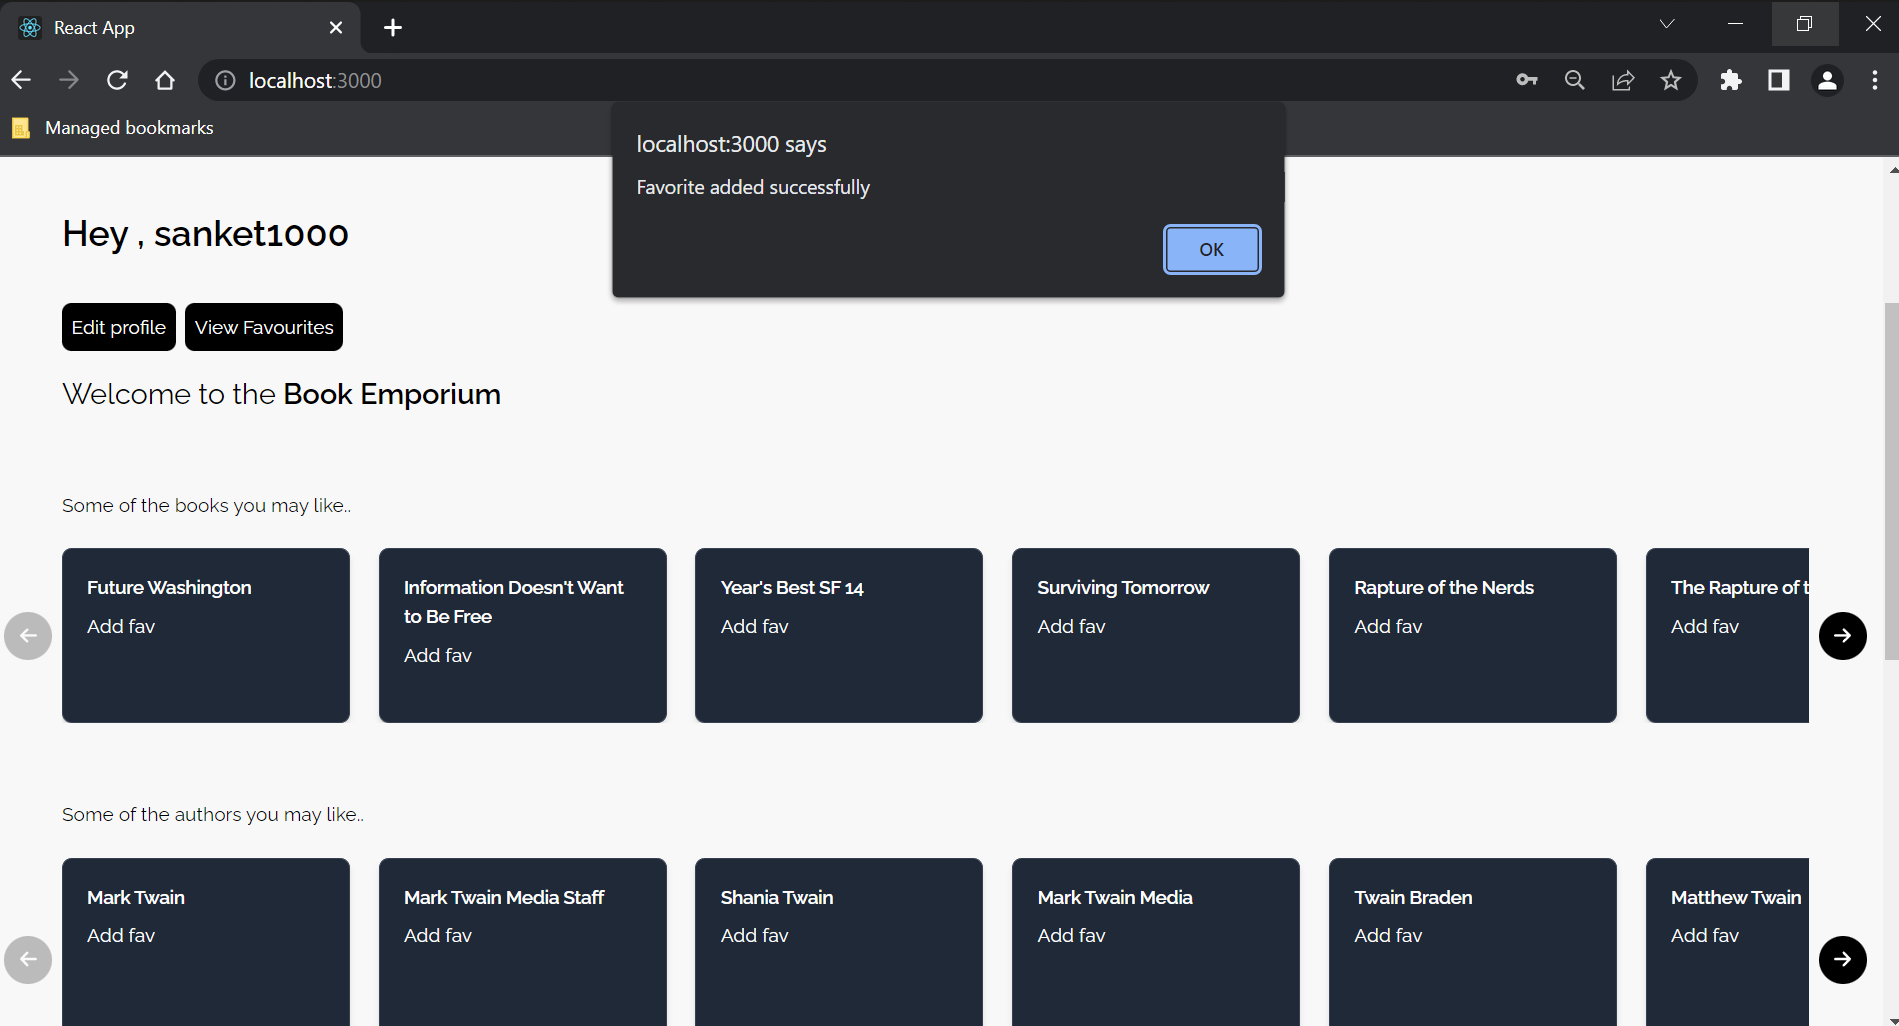 React App
localhost:3000
Managed bookmarks
localhost:3000 says
Favorite added successfully
OK
Hey , sanket1000
Edit profile View Favourites
Welcome to the Book Emporium
Some of the books you may like..
Future Washington
Add fav
Information Doesn't Want
to Be Free
Add fav
Year's Best SF 14
Add fav
Surviving Tomorrow
Add fav
Rapture of the Nerds
Add fav
The Rapture of
Add fav
Some of the authors you may like..
Mark Twain
Add fav
Mark Twain Media Staff
Add fav
Shania Twain
Add fav
Mark Twain Media
Add fav
Twain Braden
Add fav
Matthew Twain
Add fav